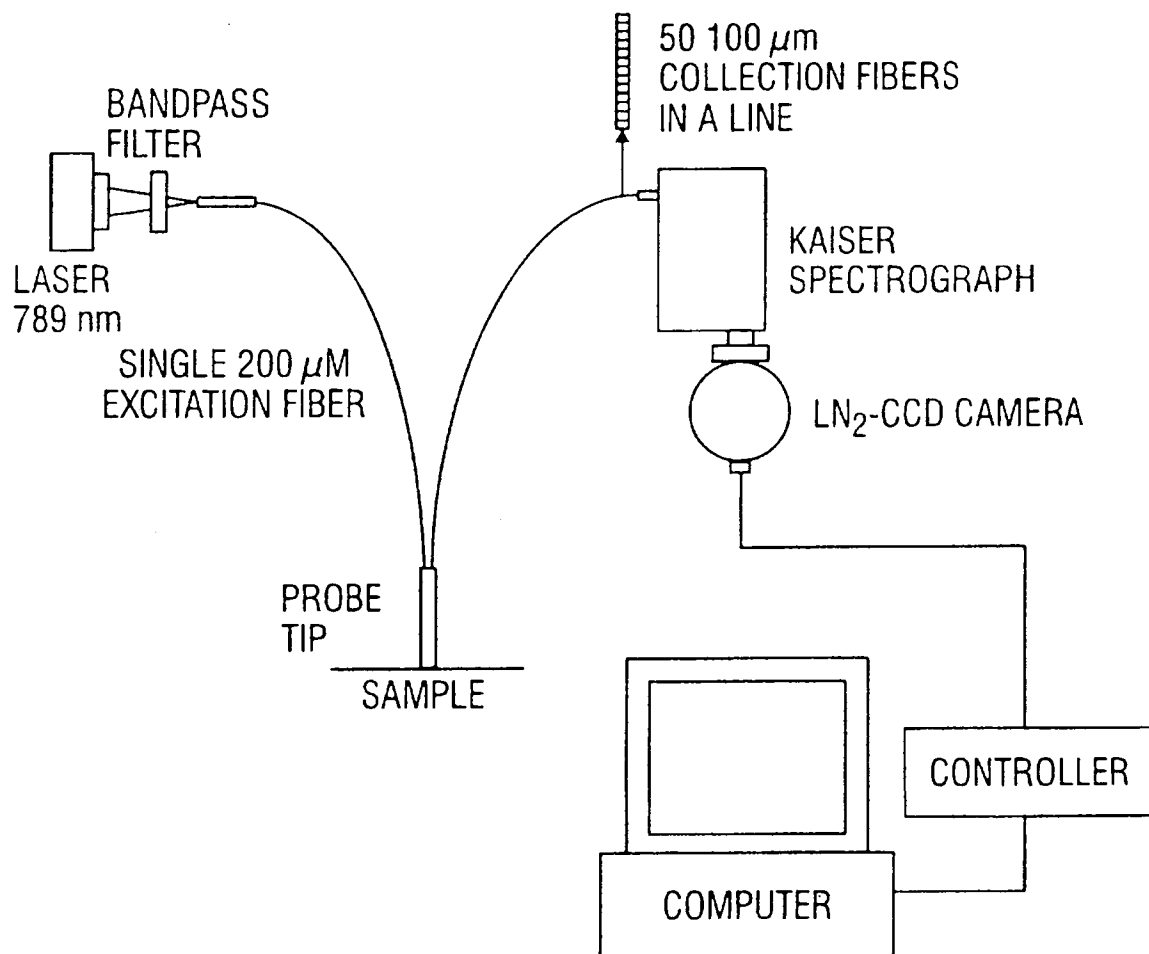 BANDPASS
FILTER
LASER
789 nm
SINGLE 200 μM
EXCITATION FIBER
50 100 μm
COLLECTION FIBERS
IN A LINE
KAISER
SPECTROGRAPH
LN₂-CCD CAMERA
PROBE
TIP
SAMPLE
CONTROLLER
COMPUTER